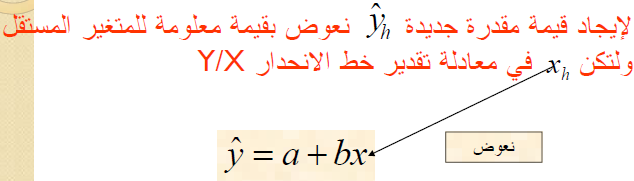 لإيجاد قيمة مقدرة جديدة ŷₕ نعوض بقيمة معلومة للمتغير المستقل
ولتكن xₕ في معادلة تقدير خط الانحدار Y/X
ŷ = a + bx
نعوض